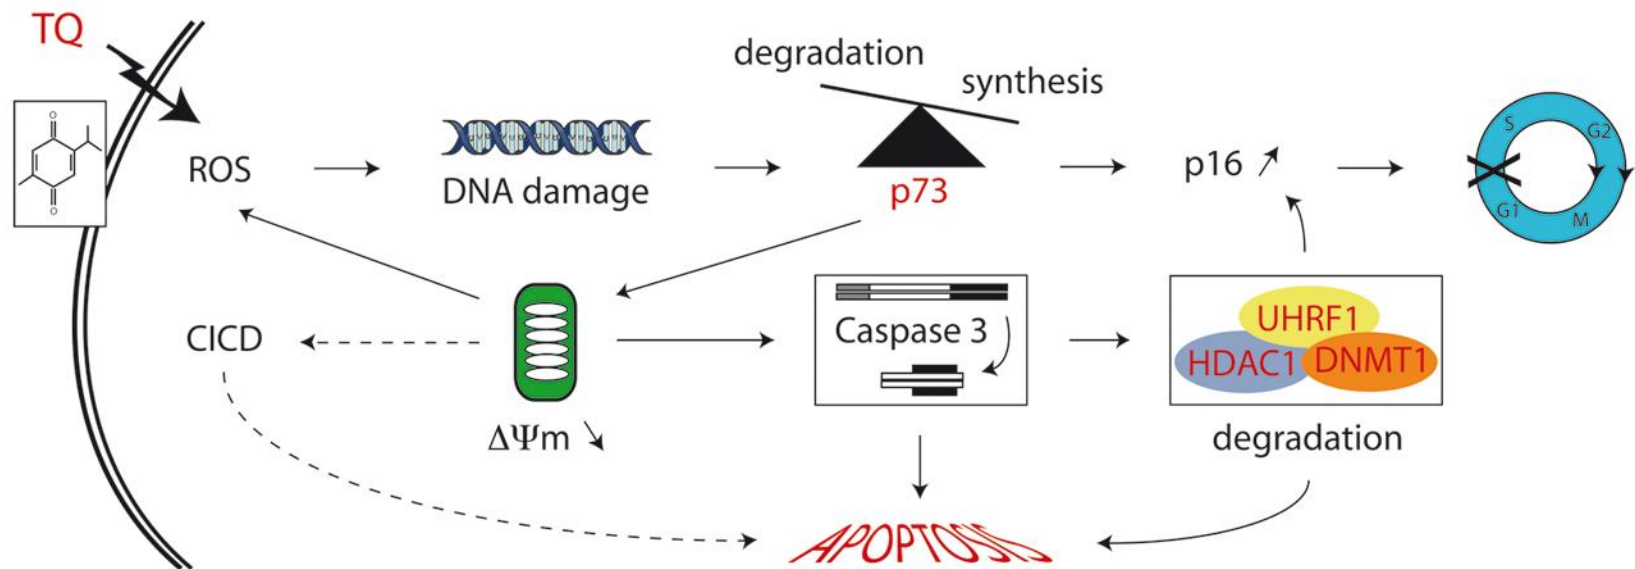 TQ
O
O
degradation
synthesis
ROS
DNA damage
p73
p16
S
G2
G1
M
CICD
ΔΨm
Caspase 3
UHRF1
HDAC1
DNMT1
degradation
APOPTOSIS